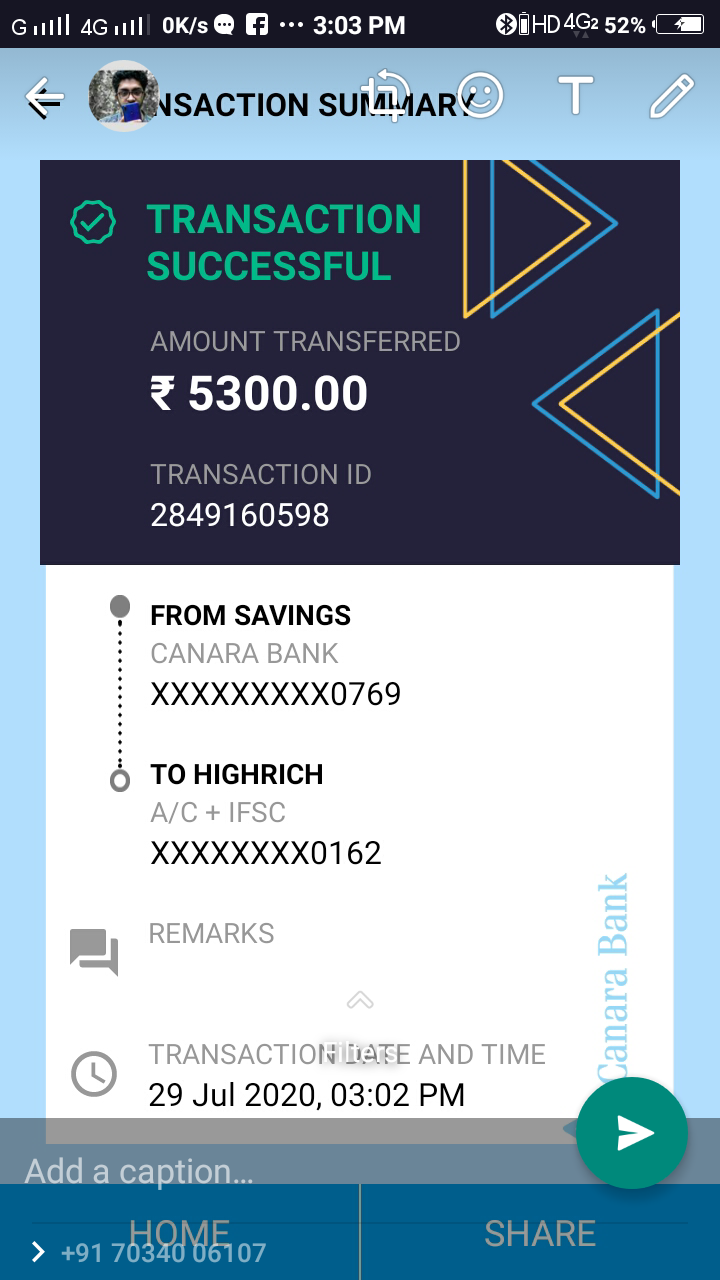 G 4G 0K/s 3:03 PM HD 4G2 52%
NSACTION SUMMARY
T
TRANSACTION
SUCCESSFUL
AMOUNT TRANSFERRED
₹ 5300.00
TRANSACTION ID
2849160598
FROM SAVINGS
CANARA BANK
XXXXXXXXX0769
TO HIGHRICH
A/C + IFSC
XXXXXXXX0162
REMARKS
Canara Bank
Filters
TRANSACTION DATE AND TIME
29 Jul 2020, 03:02 PM
Add a caption...
HOME SHARE
+91 70340 06107